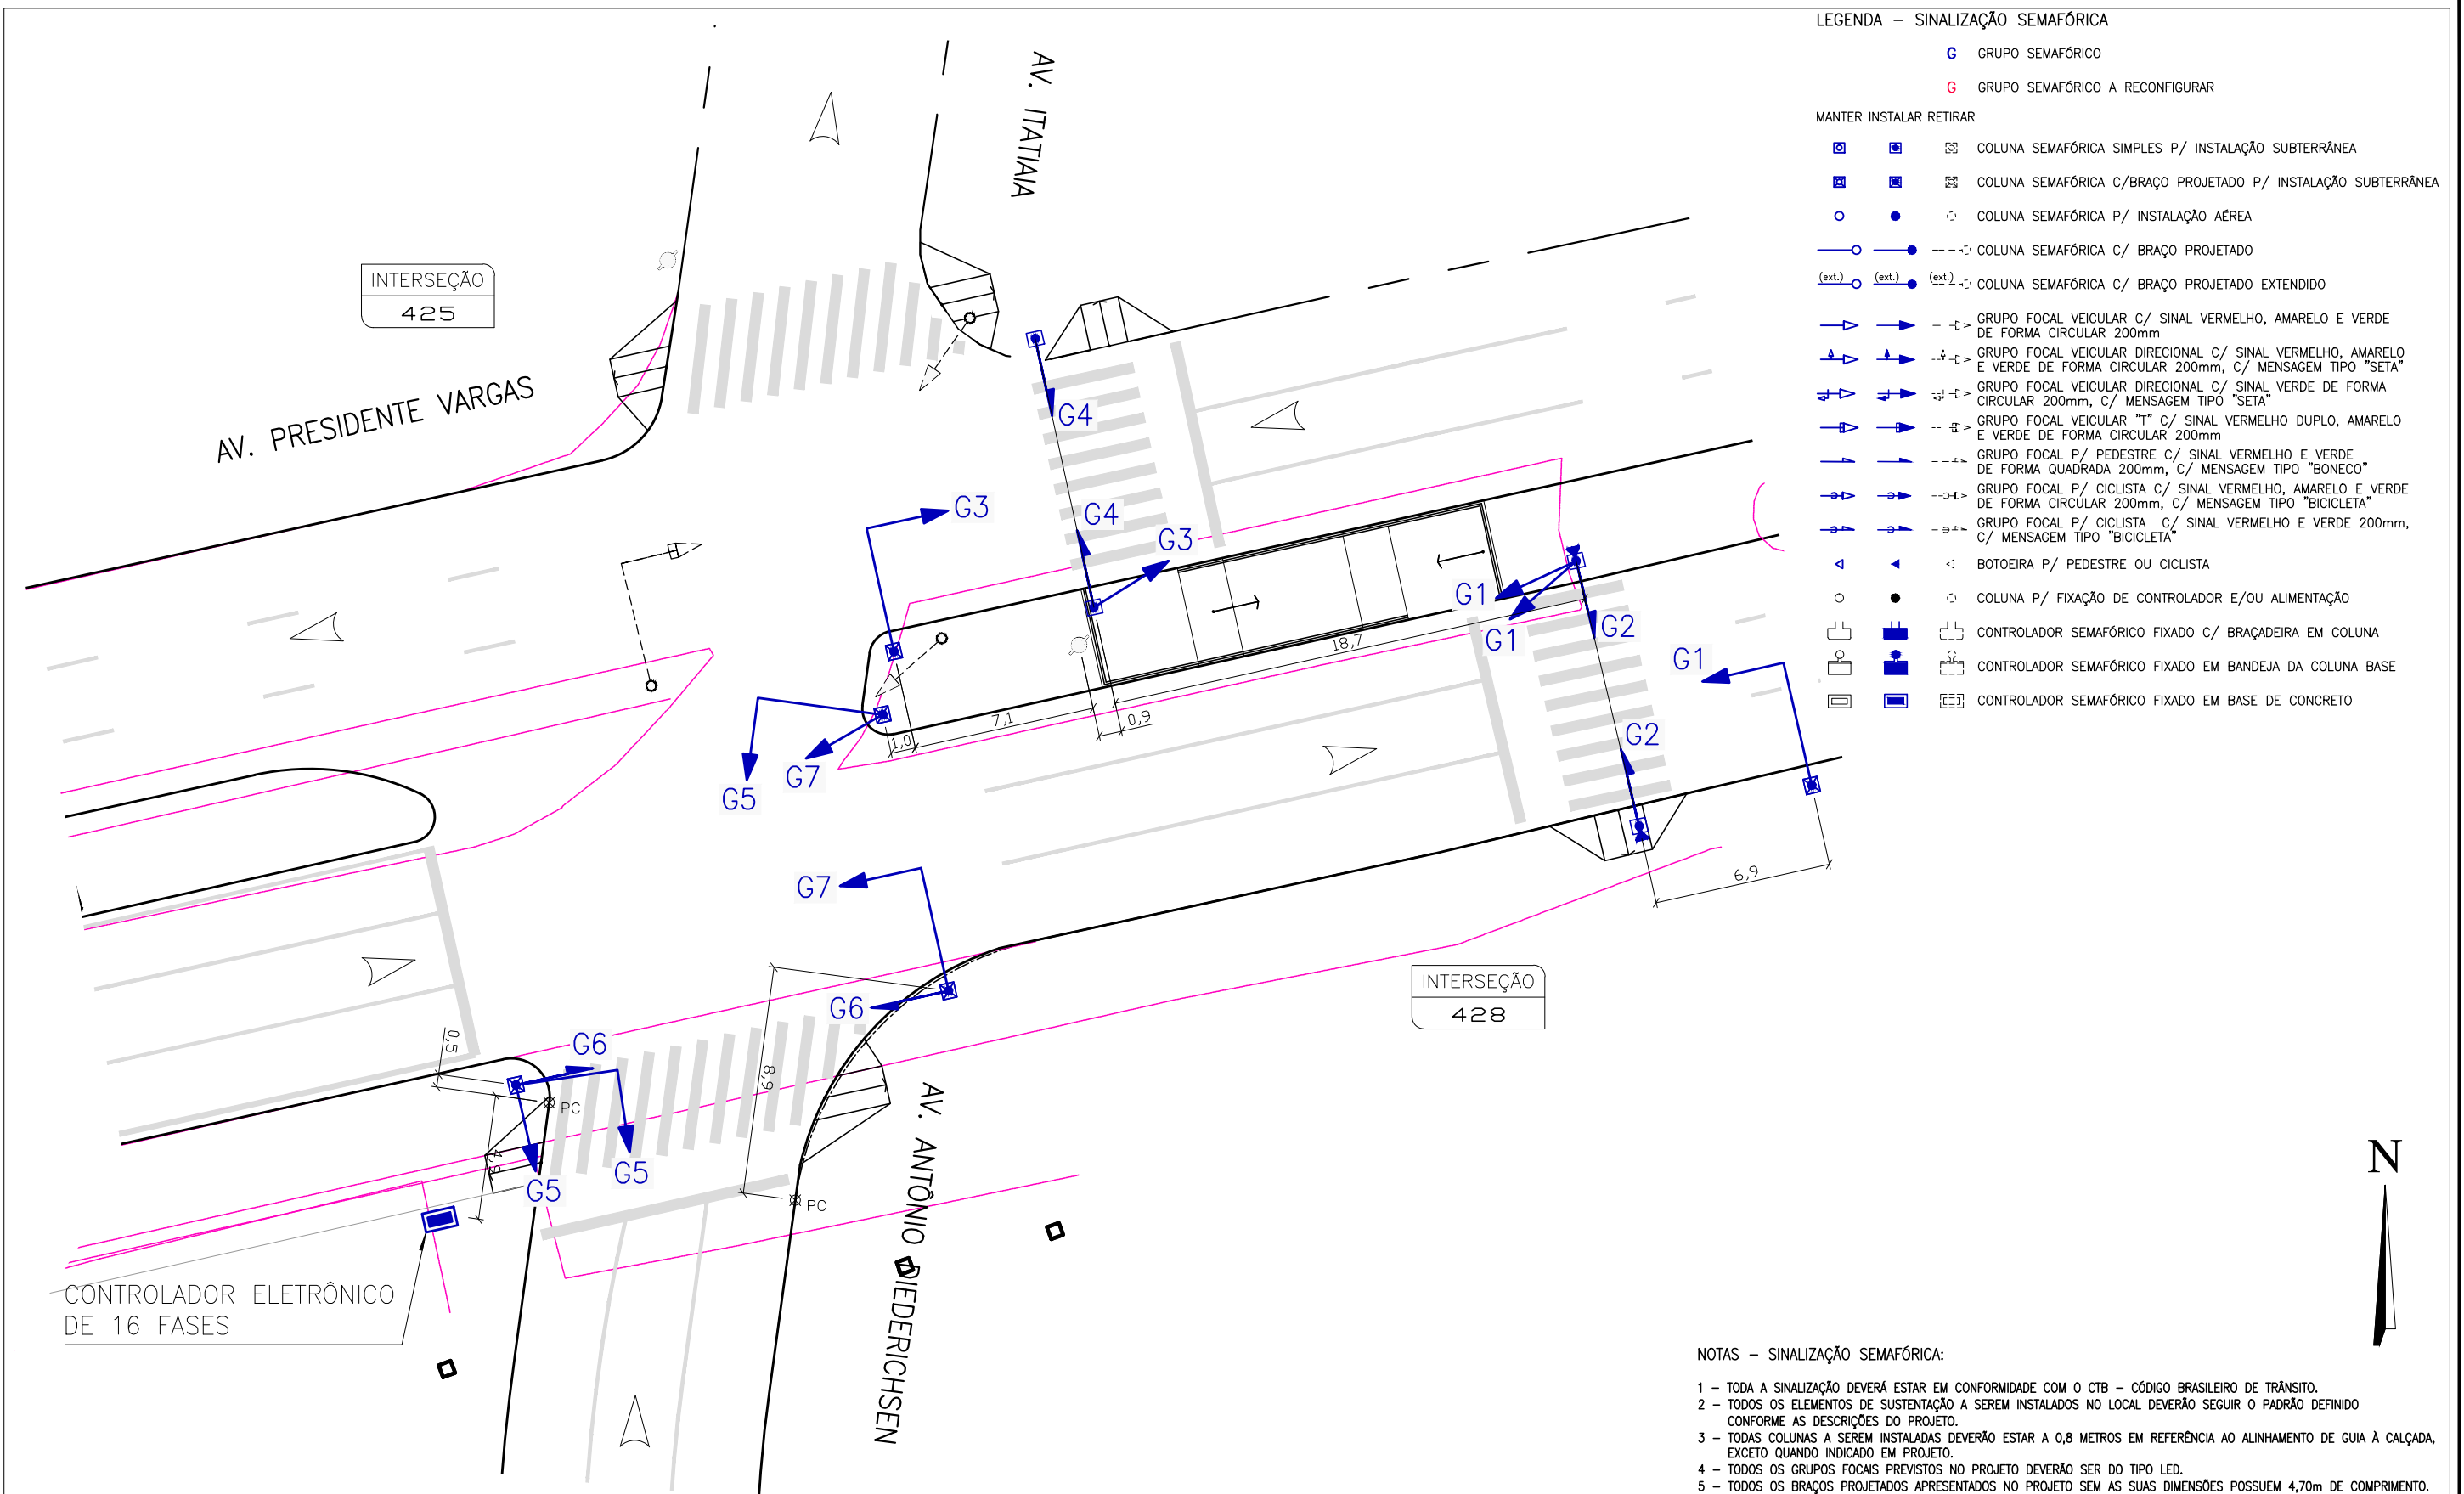 LEGENDA – SINALIZAÇÃO SEMAFÓRICA
G GRUPO SEMAFÓRICO
G GRUPO SEMAFÓRICO A RECONFIGURAR
MANTER INSTALAR RETIRAR
COLUNA SEMAFÓRICA SIMPLES P/ INSTALAÇÃO SUBTERRÂNEA
COLUNA SEMAFÓRICA C/BRAÇO PROJETADO P/ INSTALAÇÃO SUBTERRÂNEA
COLUNA SEMAFÓRICA P/ INSTALAÇÃO AÉREA
COLUNA SEMAFÓRICA C/ BRAÇO PROJETADO
(ext.) (ext.) (ext.) COLUNA SEMAFÓRICA C/ BRAÇO PROJETADO EXTENDIDO
GRUPO FOCAL VEICULAR C/ SINAL VERMELHO, AMARELO E VERDE
DE FORMA CIRCULAR 200mm
GRUPO FOCAL VEICULAR DIRECIONAL C/ SINAL VERMELHO, AMARELO
E VERDE DE FORMA CIRCULAR 200mm, C/ MENSAGEM TIPO "SETA"
GRUPO FOCAL VEICULAR DIRECIONAL C/ SINAL VERDE DE FORMA
CIRCULAR 200mm, C/ MENSAGEM TIPO "SETA"
GRUPO FOCAL VEICULAR "T" C/ SINAL VERMELHO DUPLO, AMARELO
E VERDE DE FORMA CIRCULAR 200mm
GRUPO FOCAL P/ PEDESTRE C/ SINAL VERMELHO E VERDE
DE FORMA QUADRADA 200mm, C/ MENSAGEM TIPO "BONECO"
GRUPO FOCAL P/ CICLISTA C/ SINAL VERMELHO, AMARELO E VERDE
DE FORMA CIRCULAR 200mm, C/ MENSAGEM TIPO "BICICLETA"
GRUPO FOCAL P/ CICLISTA C/ SINAL VERMELHO E VERDE 200mm,
C/ MENSAGEM TIPO "BICICLETA"
BOTOEIRA P/ PEDESTRE OU CICLISTA
COLUNA P/ FIXAÇÃO DE CONTROLADOR E/OU ALIMENTAÇÃO
CONTROLADOR SEMAFÓRICO FIXADO C/ BRAÇADEIRA EM COLUNA
CONTROLADOR SEMAFÓRICO FIXADO EM BANDEJA DA COLUNA BASE
CONTROLADOR SEMAFÓRICO FIXADO EM BASE DE CONCRETO
AV. ITATIAIA
INTERSEÇÃO
425
AV. PRESIDENTE VARGAS
G4
G3
G4
G3
G1
G1
G2
G1
18,7
7,1
0,9
1,0
G5
G7
G2
G7
6,9
INTERSEÇÃO
428
G6
0,5
G6
8,9
PC
G5
G5
PC
AV. ANTÔNIO DIEDERICHSEN
CONTROLADOR ELETRÔNICO
DE 16 FASES
N
NOTAS – SINALIZAÇÃO SEMAFÓRICA:
1 – TODA A SINALIZAÇÃO DEVERÁ ESTAR EM CONFORMIDADE COM O CTB – CÓDIGO BRASILEIRO DE TRÂNSITO.
2 – TODOS OS ELEMENTOS DE SUSTENTAÇÃO A SEREM INSTALADOS NO LOCAL DEVERÃO SEGUIR O PADRÃO DEFINIDO
CONFORME AS DESCRIÇÕES DO PROJETO.
3 – TODAS COLUNAS A SEREM INSTALADAS DEVERÃO ESTAR A 0,8 METROS EM REFERÊNCIA AO ALINHAMENTO DE GUIA À CALÇADA,
EXCETO QUANDO INDICADO EM PROJETO.
4 – TODOS OS GRUPOS FOCAIS PREVISTOS NO PROJETO DEVERÃO SER DO TIPO LED.
5 – TODOS OS BRAÇOS PROJETADOS APRESENTADOS NO PROJETO SEM AS SUAS DIMENSÕES POSSUEM 4,70m DE COMPRIMENTO.